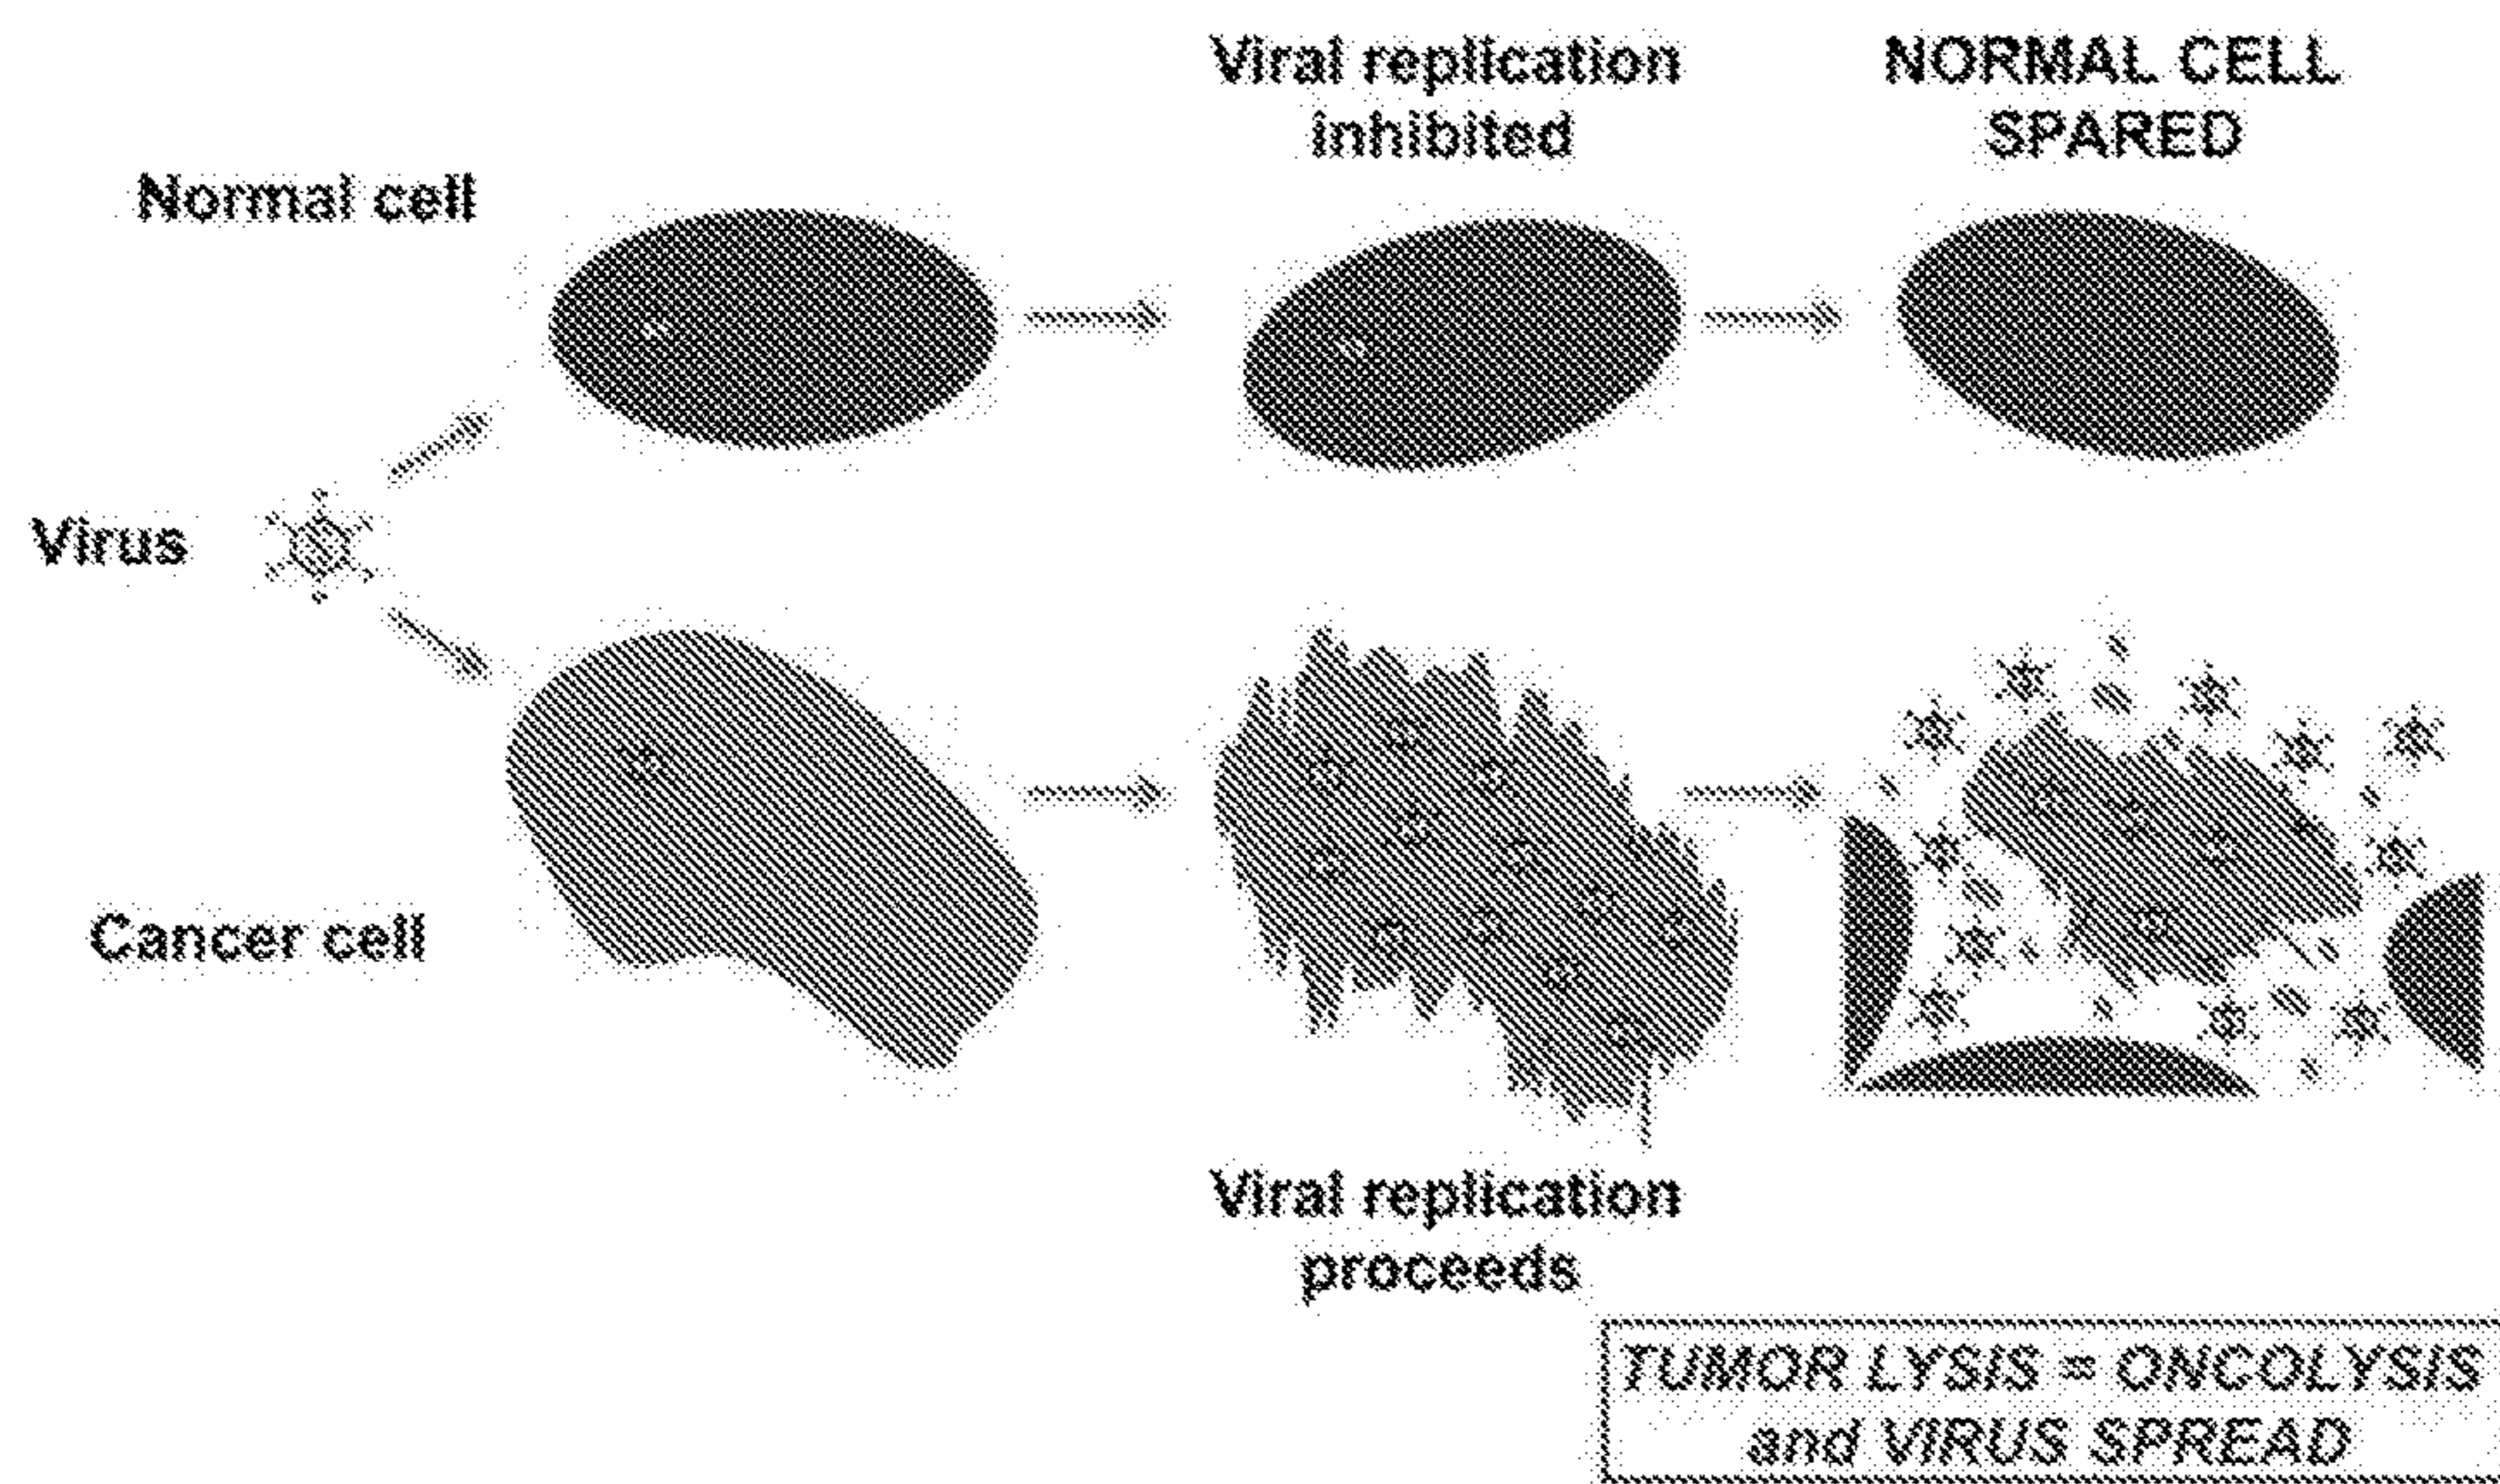 Viral replication
inhibited
NORMAL CELL
SPARED
Normal cell
Virus
Cancer cell
Viral replication
proceeds
TUMOR LYSIS = ONCOLYSIS
and VIRUS SPREAD